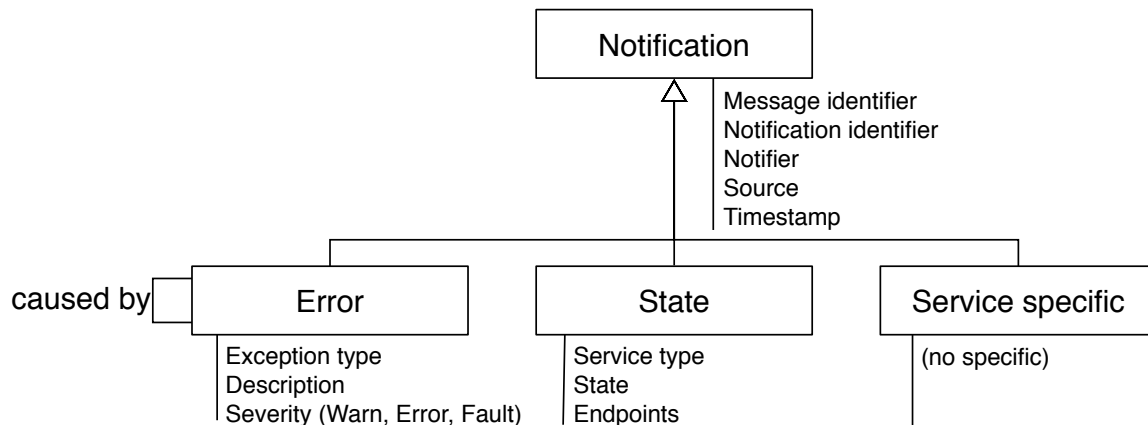 Notification
Message identifier
Notification identifier
Notifier
Source
Timestamp
caused by
Error
State
Service specific
Exception type
Description
Severity (Warn, Error, Fault)
Service type
State
Endpoints
(no specific)